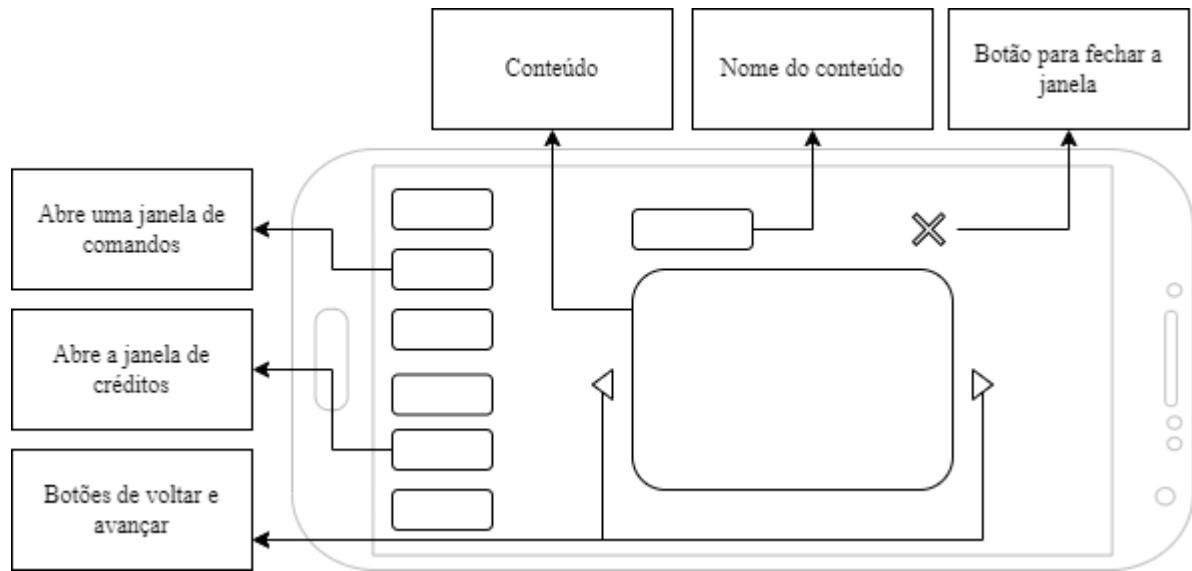 Conteúdo
Nome do conteúdo
Botão para fechar a
janela
Abre uma janela de
comandos
Abre a janela de
créditos
Botões de voltar e
avançar